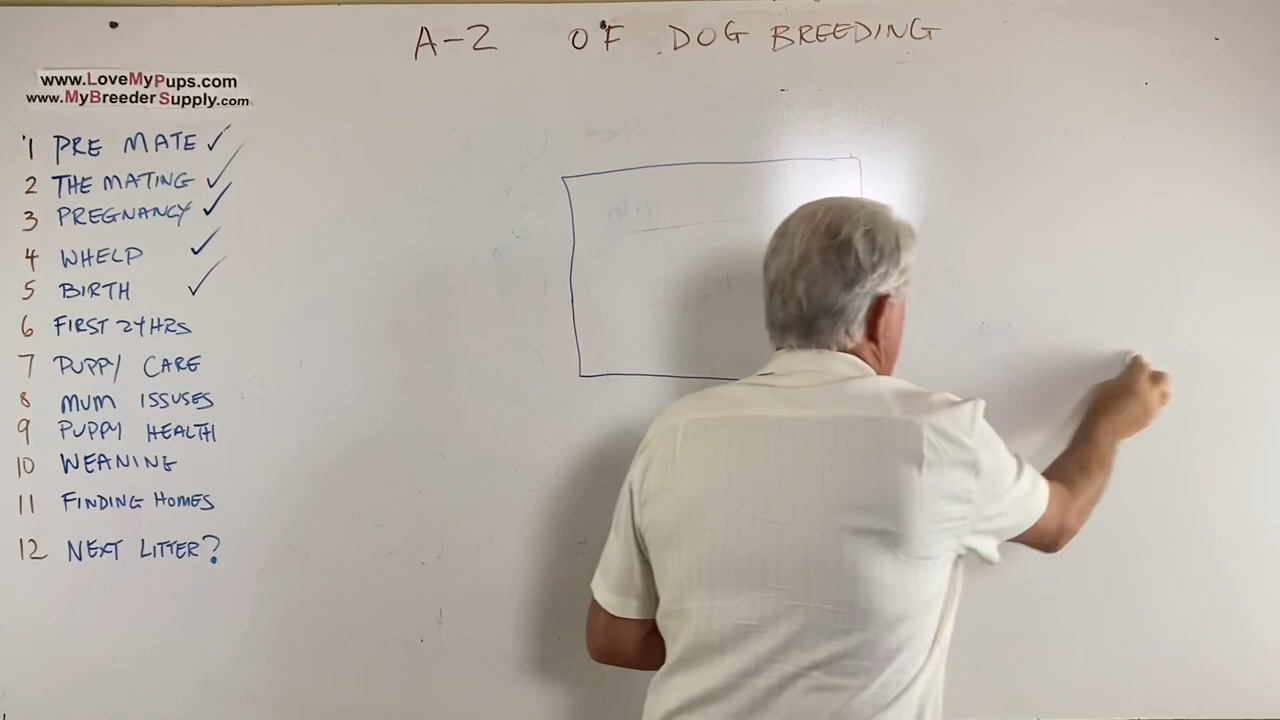 A-Z OF DOG BREEDING
www.LoveMyPups.com
www.MyBreederSupply.com
1 PRE MATE ✓
2 THE MATING ✓
3 PREGNANCY ✓
4 WHELP ✓
5 BIRTH ✓
6 FIRST 24HRS
7 PUPPY CARE
8 MUM ISSUSES
9 PUPPY HEALTH
10 WEANING
11 FINDING HOMES
12 NEXT LITTER?